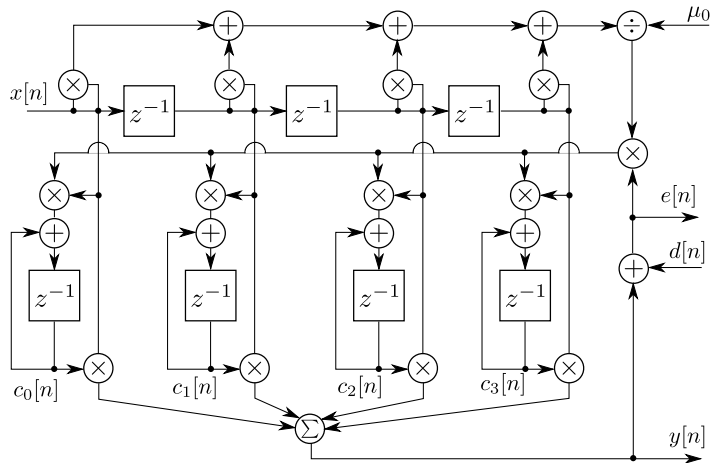 μ₀
x[n]
z⁻¹ z⁻¹ z⁻¹
e[n]
d[n]
z⁻¹ z⁻¹ z⁻¹ z⁻¹
c₀[n] c₁[n] c₂[n] c₃[n]
Σ
y[n]